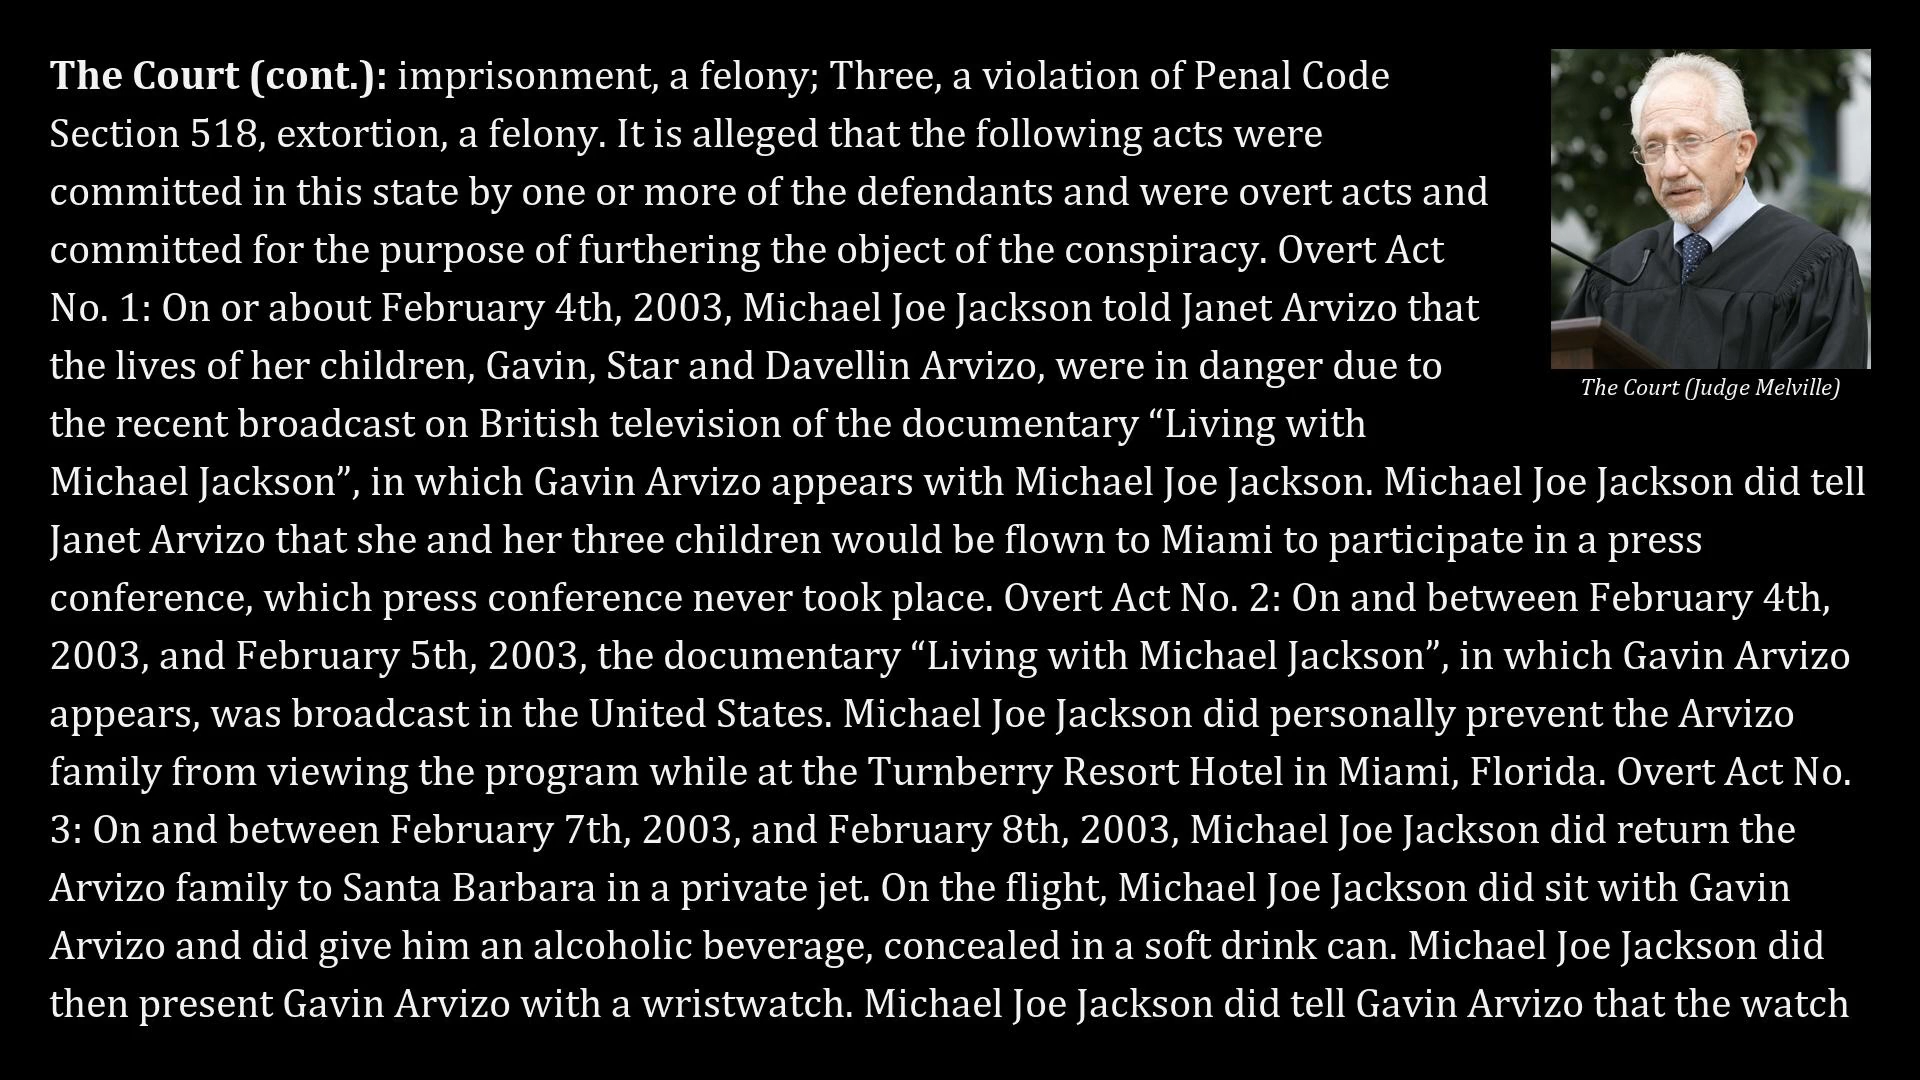 The Court (cont.): imprisonment, a felony; Three, a violation of Penal Code
Section 518, extortion, a felony. It is alleged that the following acts were
committed in this state by one or more of the defendants and were overt acts and
committed for the purpose of furthering the object of the conspiracy. Overt Act
No. 1: On or about February 4th, 2003, Michael Joe Jackson told Janet Arvizo that
the lives of her children, Gavin, Star and Davellin Arvizo, were in danger due to
the recent broadcast on British television of the documentary “Living with
Michael Jackson”, in which Gavin Arvizo appears with Michael Joe Jackson. Michael Joe Jackson did tell
Janet Arvizo that she and her three children would be flown to Miami to participate in a press
conference, which press conference never took place. Overt Act No. 2: On and between February 4th,
2003, and February 5th, 2003, the documentary “Living with Michael Jackson”, in which Gavin Arvizo
appears, was broadcast in the United States. Michael Joe Jackson did personally prevent the Arvizo
family from viewing the program while at the Turnberry Resort Hotel in Miami, Florida. Overt Act No.
3: On and between February 7th, 2003, and February 8th, 2003, Michael Joe Jackson did return the
Arvizo family to Santa Barbara in a private jet. On the flight, Michael Joe Jackson did sit with Gavin
Arvizo and did give him an alcoholic beverage, concealed in a soft drink can. Michael Joe Jackson did
then present Gavin Arvizo with a wristwatch. Michael Joe Jackson did tell Gavin Arvizo that the watch
The Court (Judge Melville)